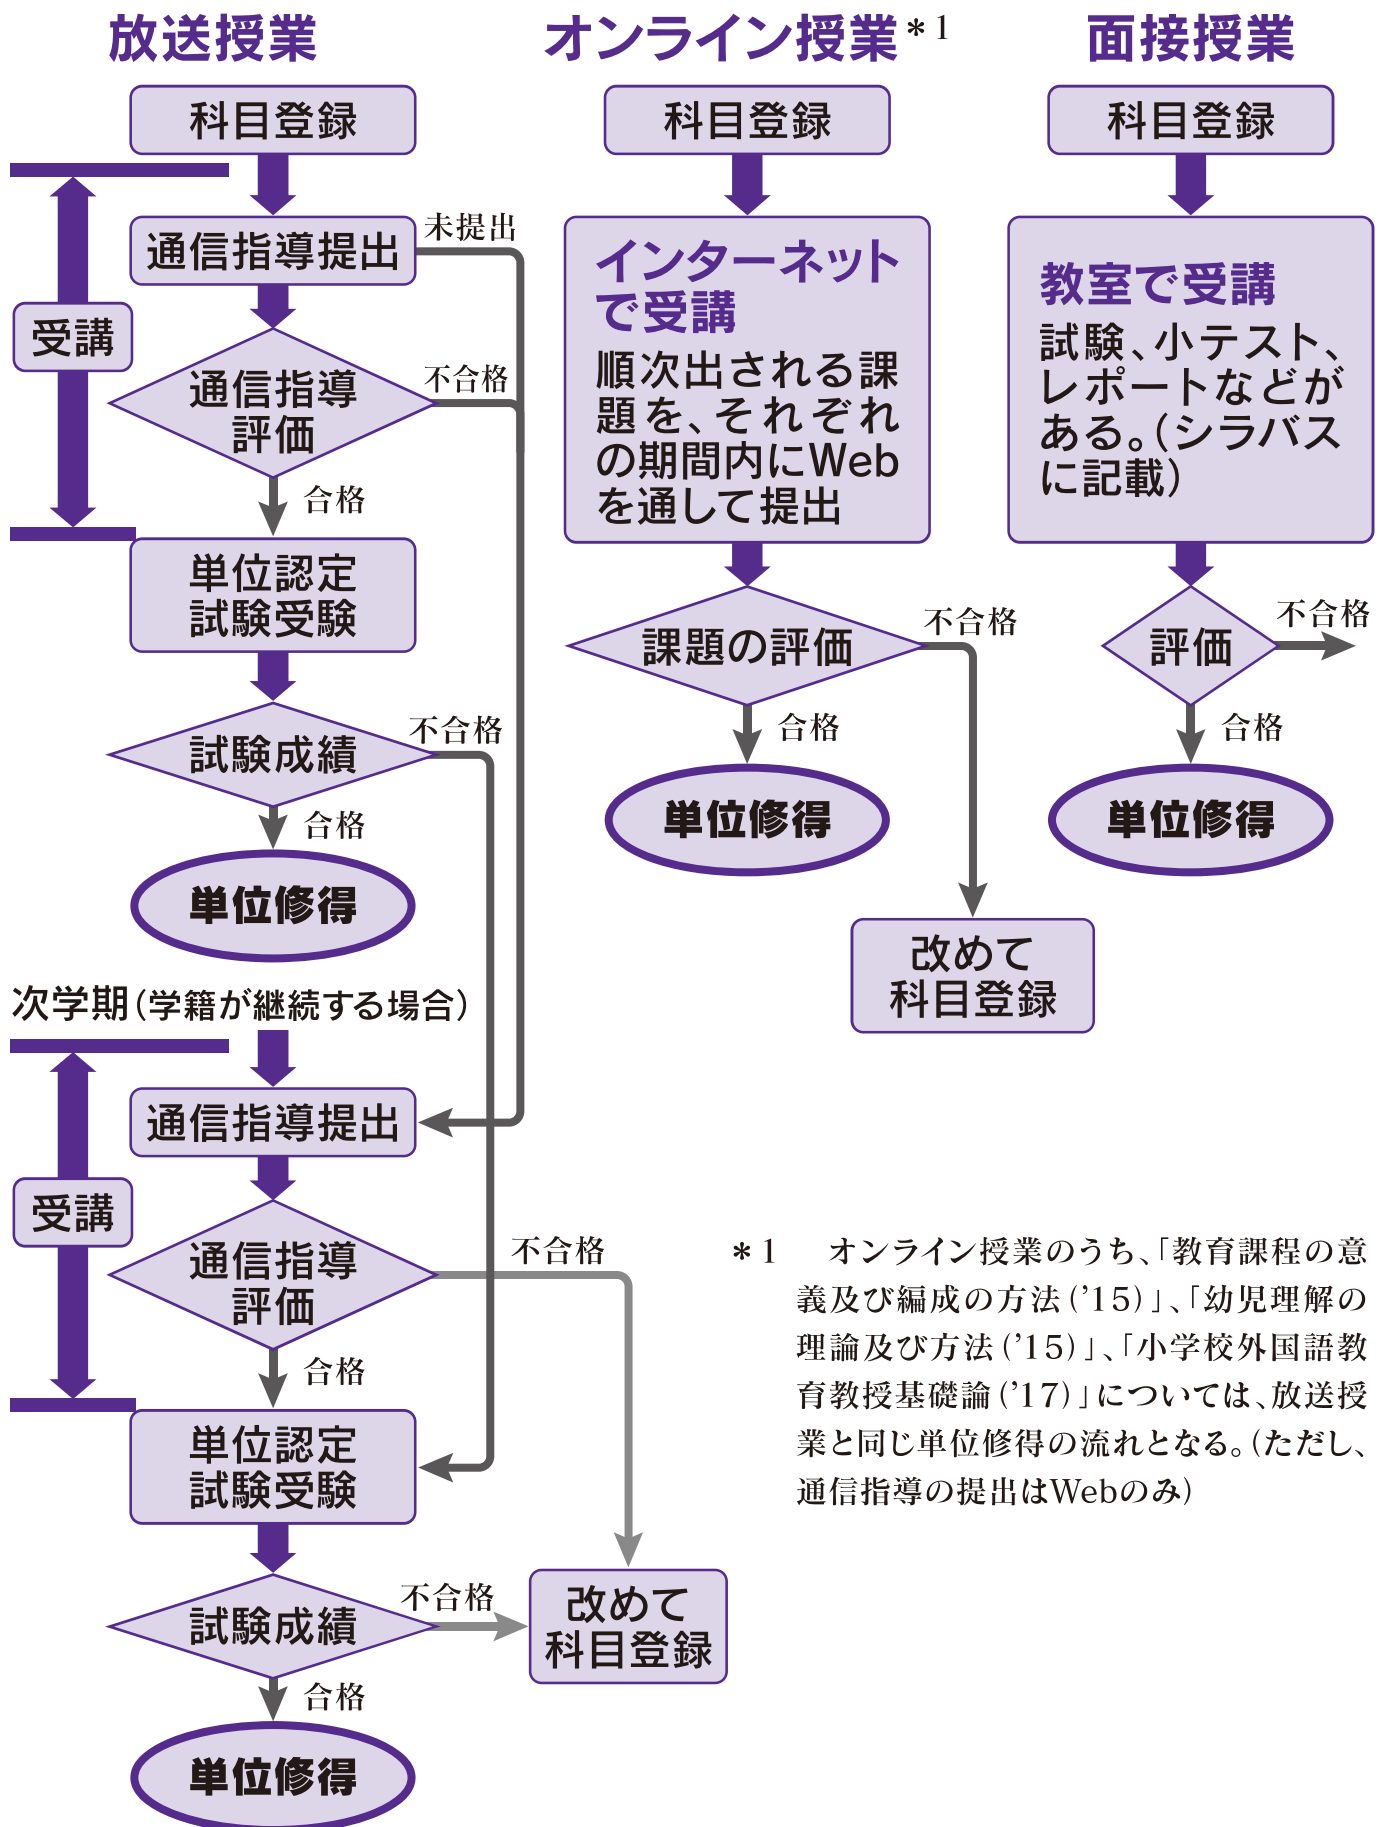 放送授業
科目登録
通信指導提出
未提出
受講
通信指導
評価
不合格
合格
単位認定
試験受験
試験成績
不合格
合格
単位修得
次学期（学籍が継続する場合）
通信指導提出
受講
通信指導
評価
不合格
合格
単位認定
試験受験
試験成績
不合格
改めて
科目登録
合格
単位修得
オンライン授業＊1
科目登録
インターネット
で受講
順次出される課
題を、それぞれ
の期間内にWeb
を通して提出
課題の評価
不合格
合格
単位修得
改めて
科目登録
面接授業
科目登録
教室で受講
試験、小テスト、
レポートなどが
ある。（シラバス
に記載）
評価
不合格
合格
単位修得
＊1　オンライン授業のうち、「教育課程の意
義及び編成の方法（’15）」、「幼児理解の
理論及び方法（’15）」、「小学校外国語教
育教授基礎論（’17）」については、放送授
業と同じ単位修得の流れとなる。（ただし、
通信指導の提出はWebのみ）